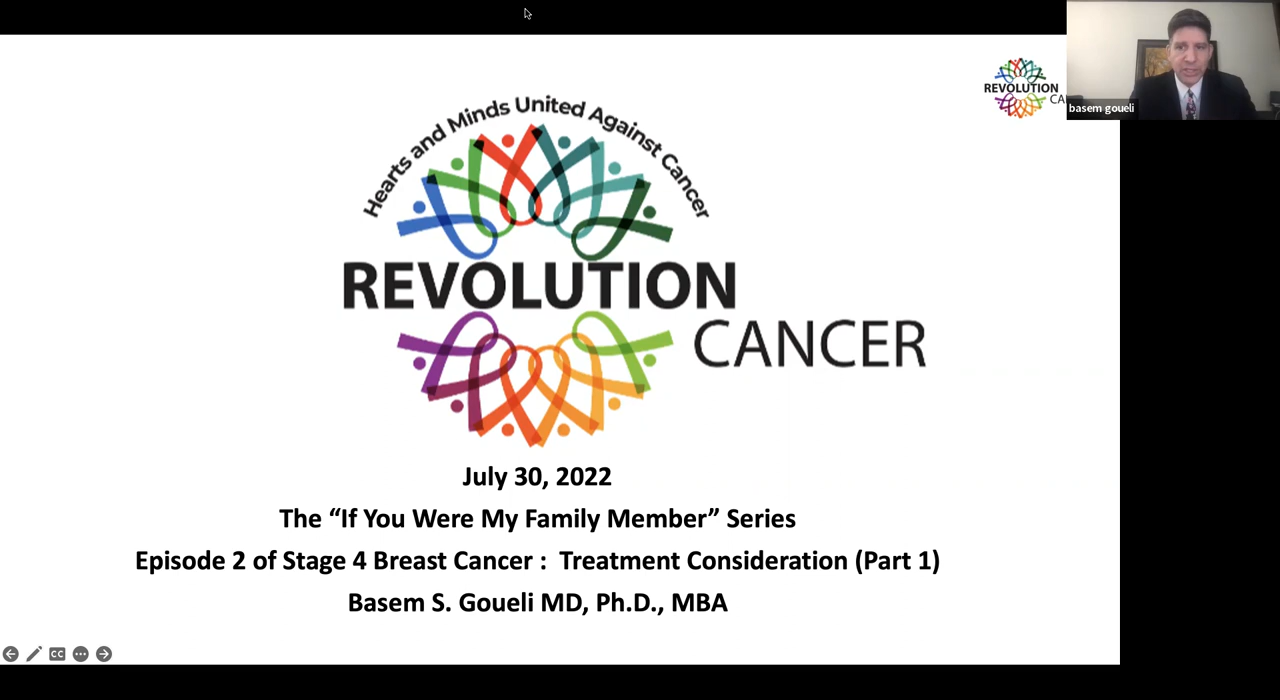 Hearts and Minds United Against Cancer
REVOLUTION
CANCER
REVOLUTION
CA
basem goueli
July 30, 2022
The “If You Were My Family Member” Series
Episode 2 of Stage 4 Breast Cancer :  Treatment Consideration (Part 1)
Basem S. Goueli MD, Ph.D., MBA
CC